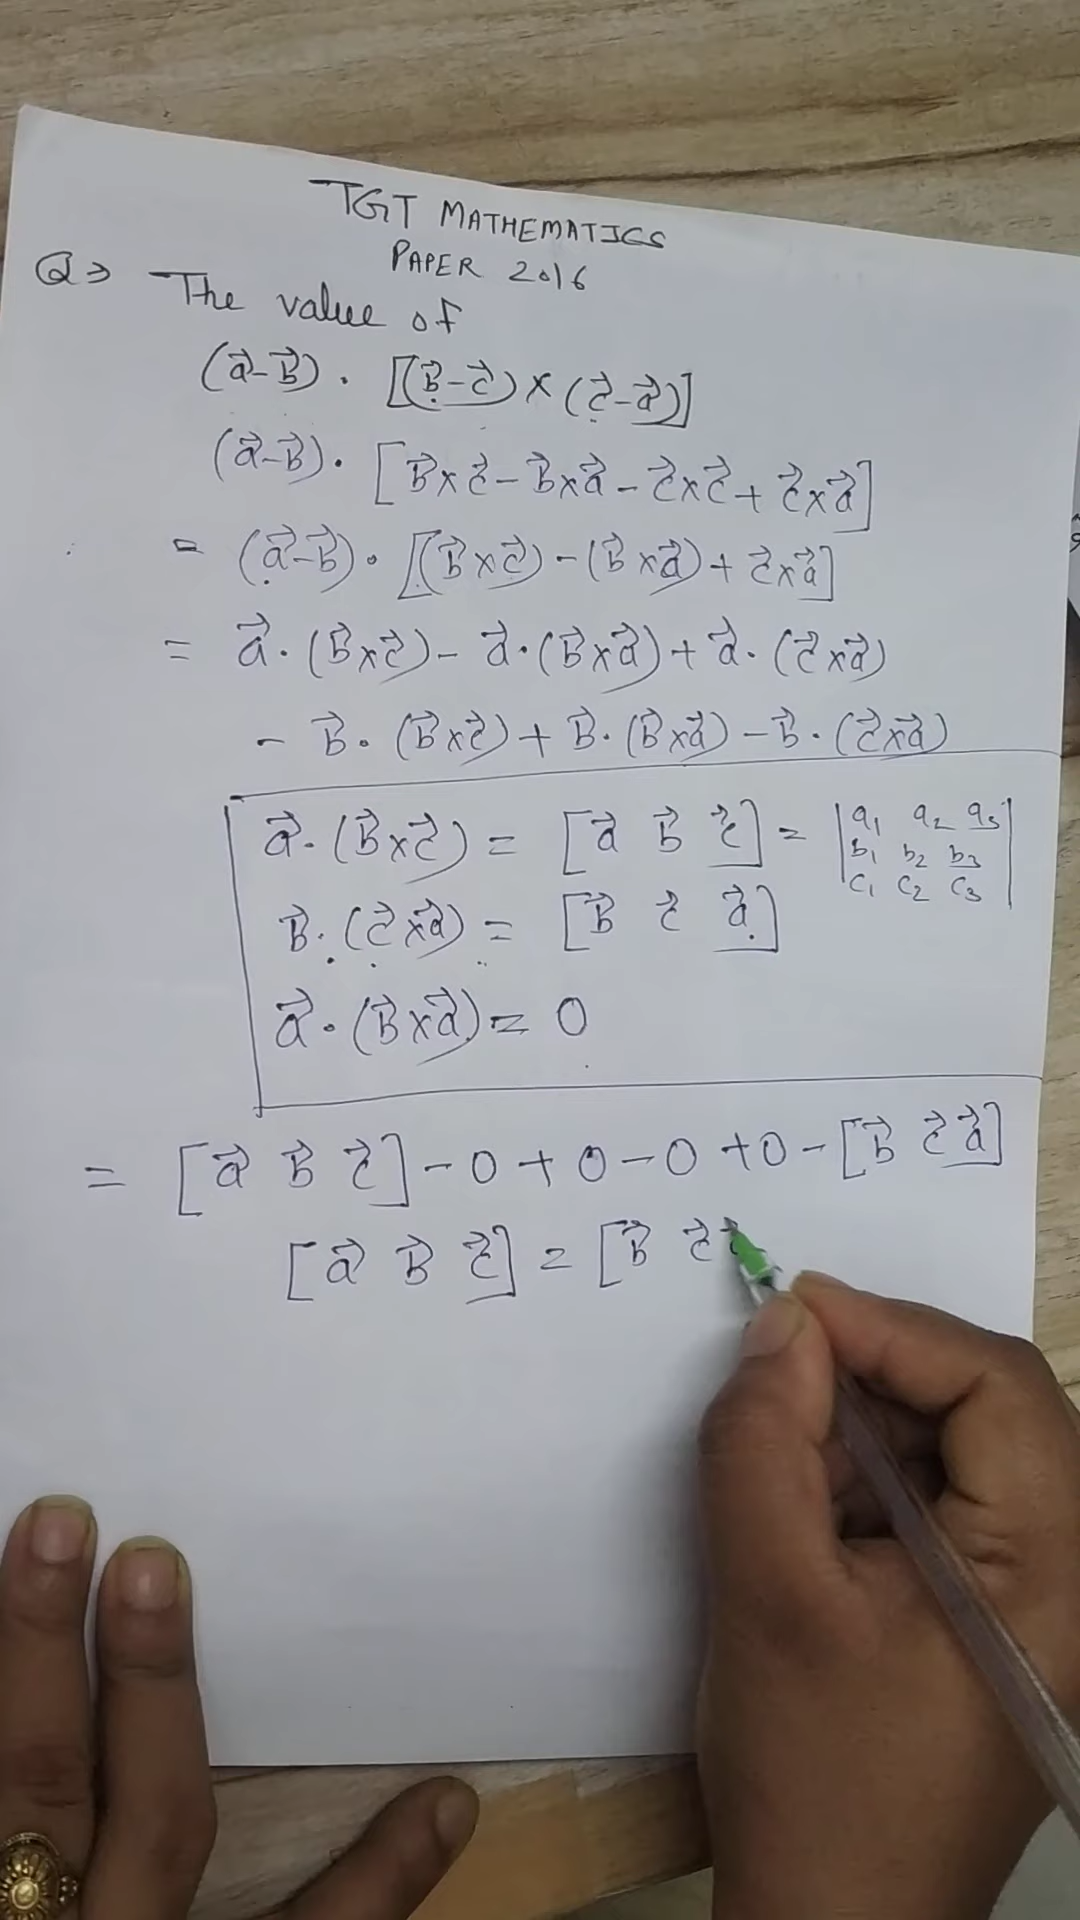 TGT MATHEMATICS
PAPER 2016
Q⇒ The value of
(a⃗-b⃗) . [(b⃗-c⃗)×(c⃗-a⃗)]
(a⃗-b⃗). [b⃗×c⃗-b⃗×a⃗-c⃗×c⃗+c⃗×a⃗]
= (a⃗-b⃗). [(b⃗×c⃗)-(b⃗×a⃗)+c⃗×a⃗]
= a⃗.(b⃗×c⃗)-a⃗.(b⃗×a⃗)+a⃗.(c⃗×a⃗)
- b⃗.(b⃗×c⃗)+b⃗.(b⃗×a⃗)-b⃗.(c⃗×a⃗)
a⃗.(b⃗×c⃗) = [a⃗ b⃗ c⃗] = |a₁ a₂ a₃
b₁ b₂ b₃
c₁ c₂ c₃|
b⃗.(c⃗×a⃗) = [b⃗ c⃗ a⃗]
a⃗.(b⃗×a⃗) = 0
= [a⃗ b⃗ c⃗]-0+0-0+0-[b⃗ c⃗ a⃗]
[a⃗ b⃗ c⃗] = [b⃗ c⃗